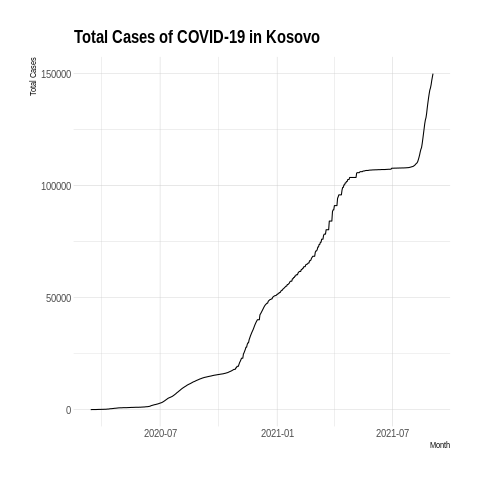 Total Cases of COVID-19 in Kosovo
Total Cases
150000
100000
50000
0
2020-07
2021-01
2021-07
Month